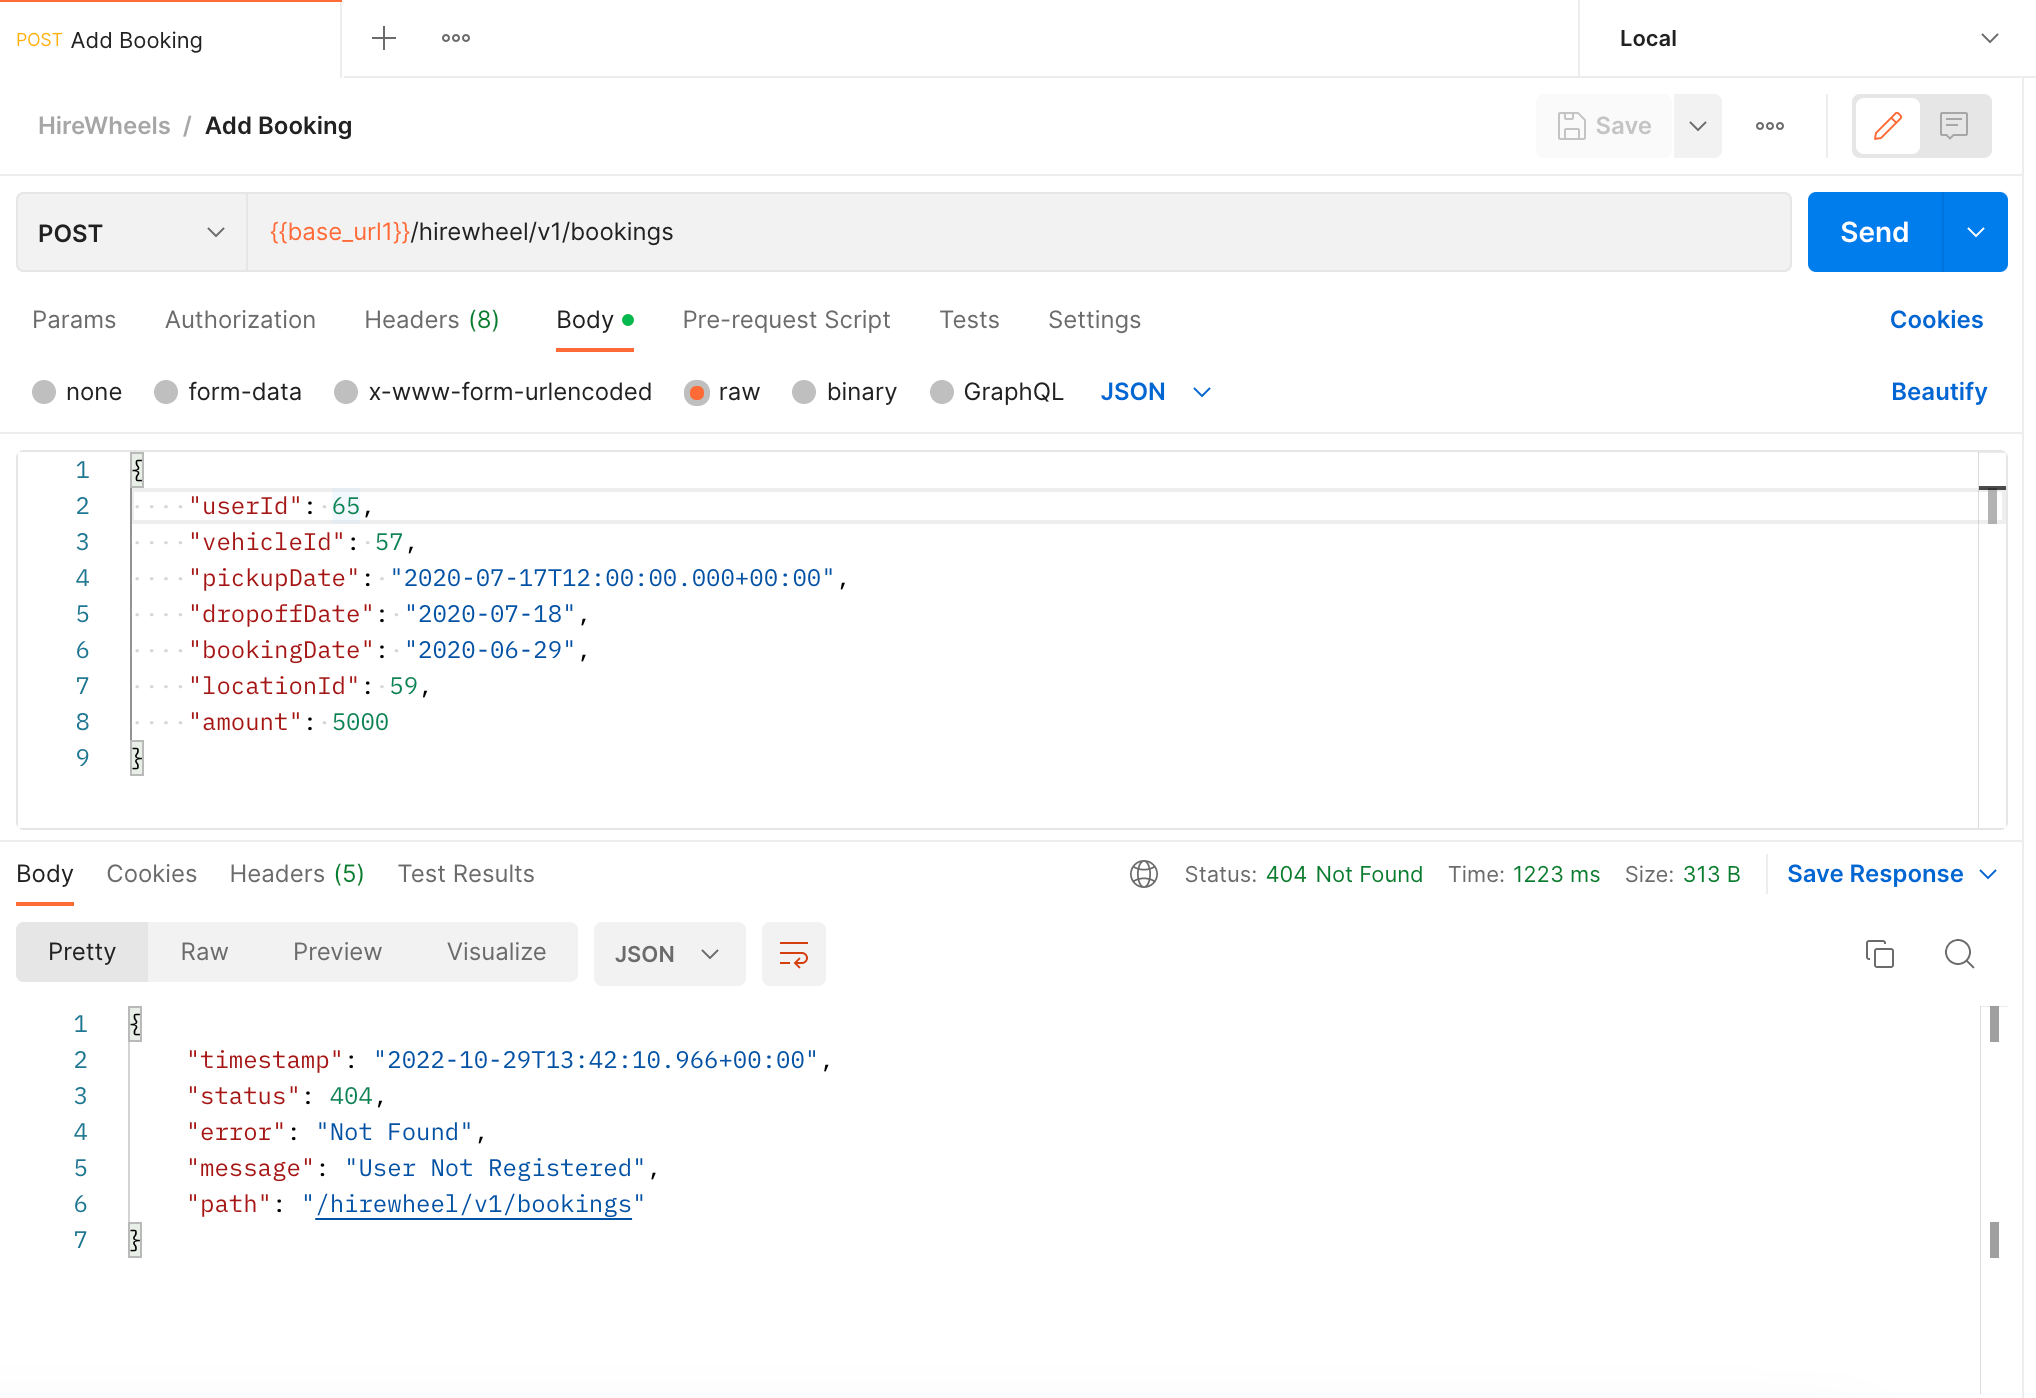 POST Add Booking
Local
HireWheels / Add Booking
Save
POST
{{base_url1}}/hirewheel/v1/bookings
Send
Params Authorization Headers (8) Body Pre-request Script Tests Settings Cookies
none form-data x-www-form-urlencoded raw binary GraphQL JSON Beautify
1 {
2 "userId": 65,
3 "vehicleId": 57,
4 "pickupDate": "2020-07-17T12:00:00.000+00:00",
5 "dropoffDate": "2020-07-18",
6 "bookingDate": "2020-06-29",
7 "locationId": 59,
8 "amount": 5000
9 }
Body Cookies Headers (5) Test Results Status: 404 Not Found Time: 1223 ms Size: 313 B Save Response
Pretty Raw Preview Visualize JSON
1 {
2 "timestamp": "2022-10-29T13:42:10.966+00:00",
3 "status": 404,
4 "error": "Not Found",
5 "message": "User Not Registered",
6 "path": "/hirewheel/v1/bookings"
7 }